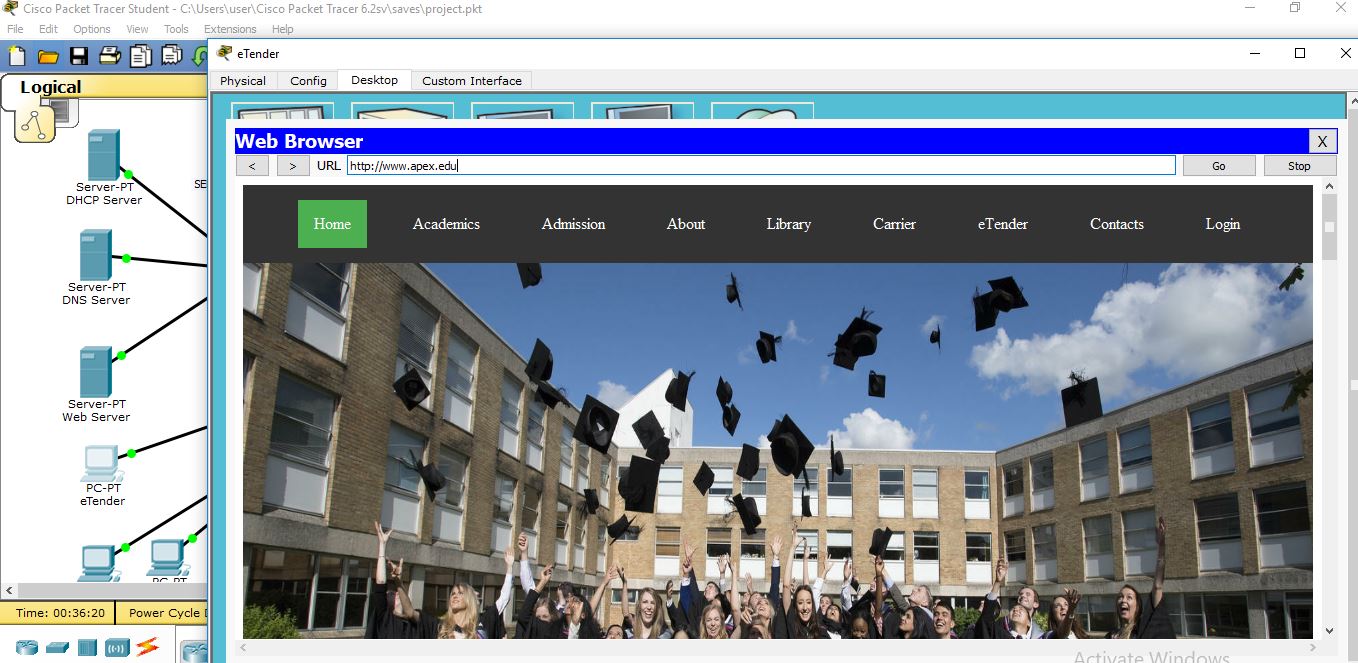 Cisco Packet Tracer Student - C:\Users\user\Cisco Packet Tracer 6.2sv\saves\project.pkt
File Edit Options View Tools Extensions Help
eTender
Physical Config Desktop Custom Interface
Logical
Web Browser X
< > URL http://www.apex.edu Go Stop
Home Academics Admission About Library Carrier eTender Contacts Login
Server-PT
DHCP Server
SE
Server-PT
DNS Server
Server-PT
Web Server
PC-PT
eTender
Time: 00:36:20 Power Cycle
Activate Windows